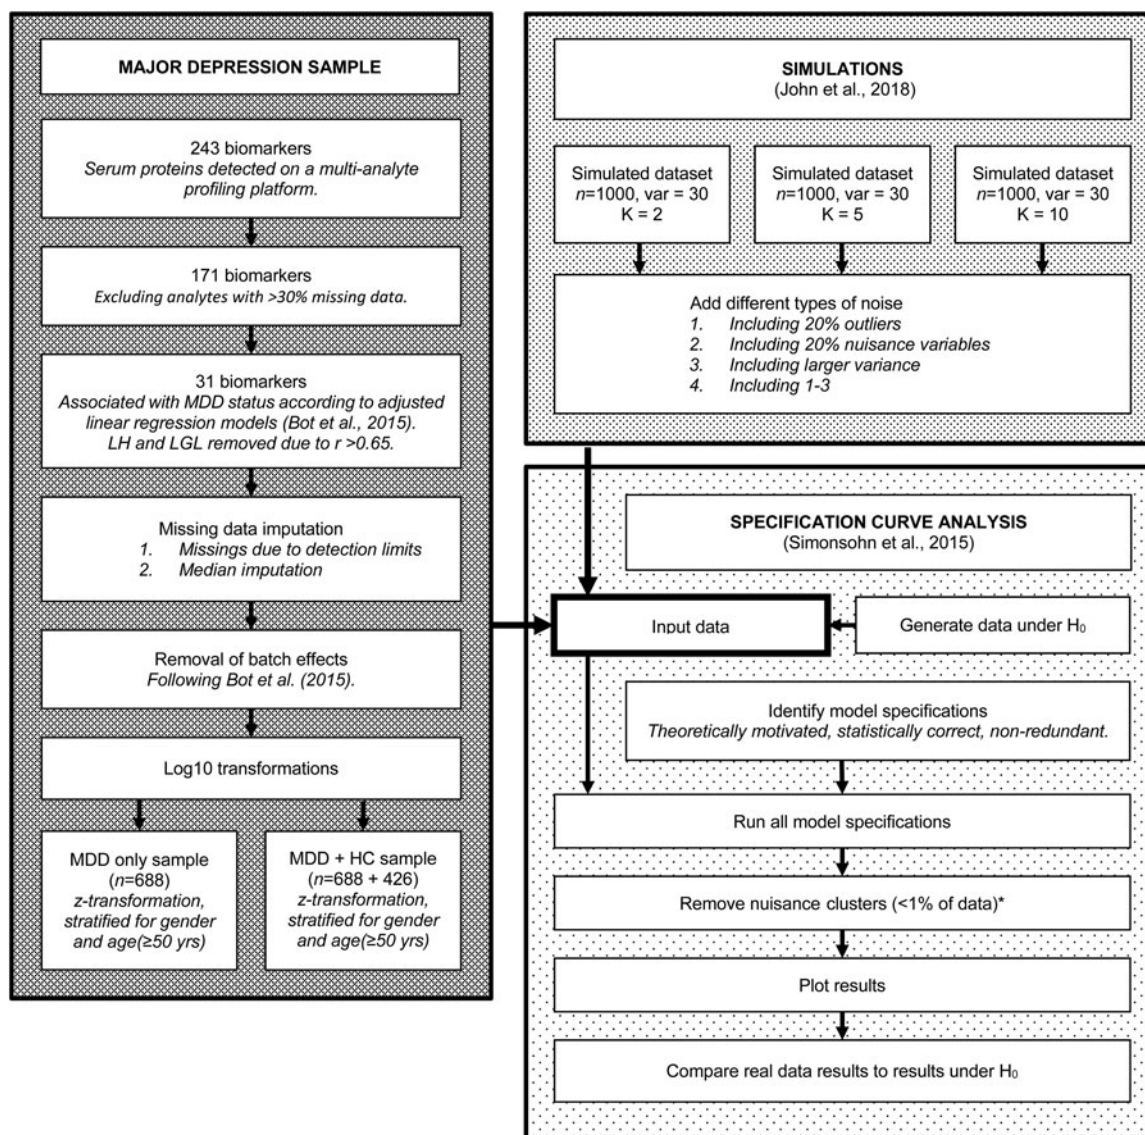 MAJOR DEPRESSION SAMPLE
243 biomarkers
Serum proteins detected on a multi-analyte
profiling platform.
171 biomarkers
Excluding analytes with >30% missing data.
31 biomarkers
Associated with MDD status according to adjusted
linear regression models (Bot et al., 2015).
LH and LGL removed due to r >0.65.
Missing data imputation
1. Missings due to detection limits
2. Median imputation
Removal of batch effects
Following Bot et al. (2015).
Log10 transformations
MDD only sample
(n=688)
z-transformation,
stratified for gender
and age(≥50 yrs)
MDD + HC sample
(n=688 + 426)
z-transformation,
stratified for gender
and age(≥50 yrs)
SIMULATIONS
(John et al., 2018)
Simulated dataset
n=1000, var = 30
K = 2
Simulated dataset
n=1000, var = 30
K = 5
Simulated dataset
n=1000, var = 30
K = 10
Add different types of noise
1. Including 20% outliers
2. Including 20% nuisance variables
3. Including larger variance
4. Including 1-3
SPECIFICATION CURVE ANALYSIS
(Simonsohn et al., 2015)
Input data
Generate data under H₀
Identify model specifications
Theoretically motivated, statistically correct, non-redundant.
Run all model specifications
Remove nuisance clusters (<1% of data)*
Plot results
Compare real data results to results under H₀